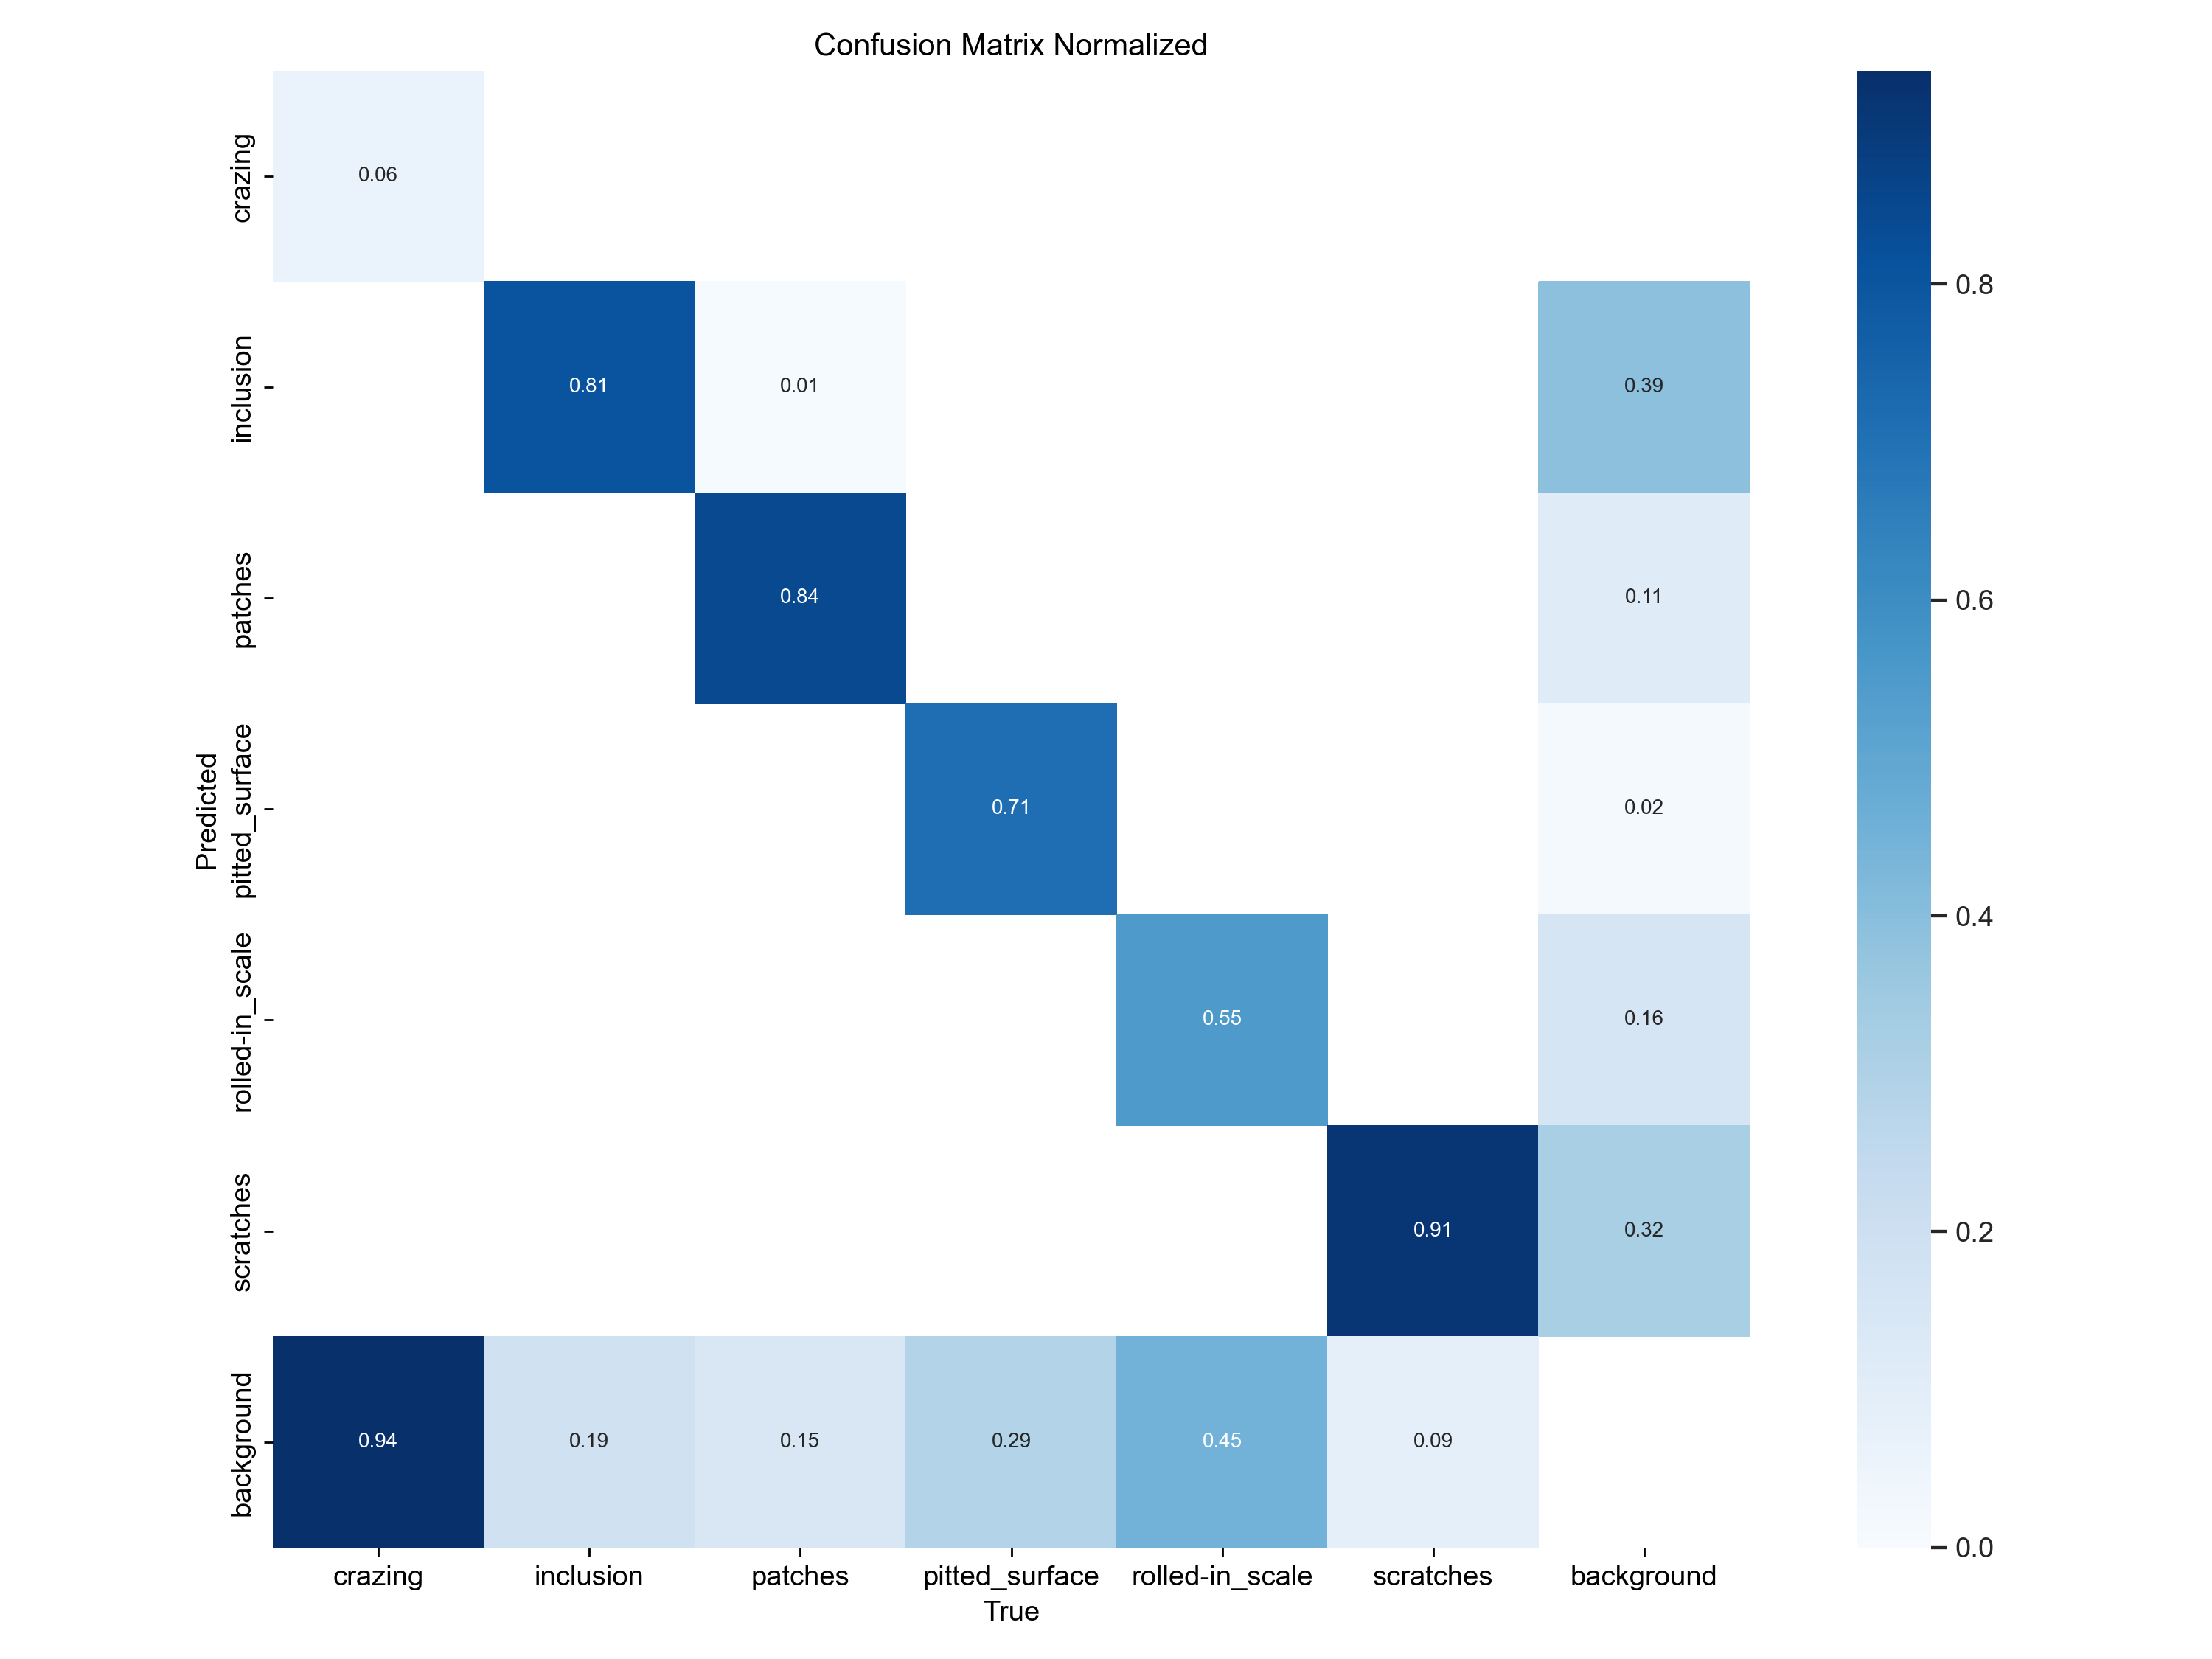 Confusion Matrix Normalized
crazing
0.06
inclusion
0.81 0.01 0.39
0.8
patches
0.84 0.11
0.6
Predicted
pitted_surface
0.71 0.02
0.4
rolled-in_scale
0.55 0.16
scratches
0.91 0.32
0.2
background
0.94 0.19 0.15 0.29 0.45 0.09
0.0
crazing inclusion patches pitted_surface rolled-in_scale scratches background
True